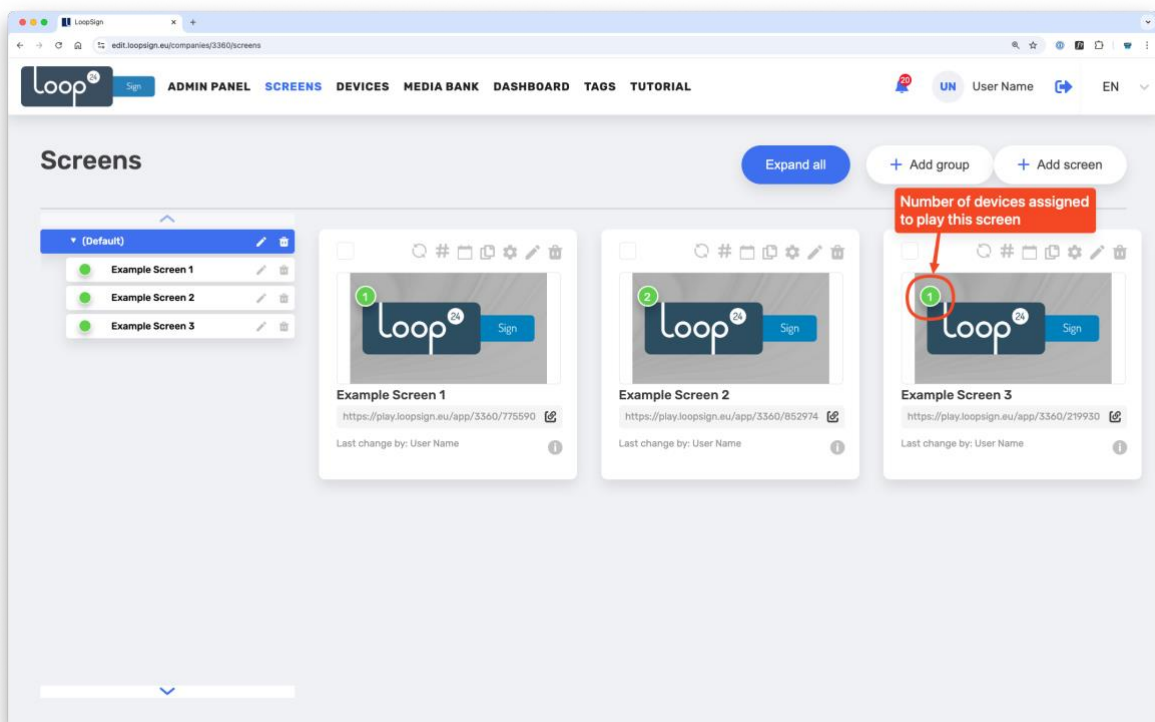 LoopSign
edit.loopsign.eu/companies/3360/screens
Loop 24 Sign
ADMIN PANEL SCREENS DEVICES MEDIA BANK DASHBOARD TAGS TUTORIAL
20
UN User Name
EN
Screens
Expand all
+ Add group
+ Add screen
Number of devices assigned
to play this screen
(Default)
Example Screen 1
Example Screen 2
Example Screen 3
1
Loop 24 Sign
Example Screen 1
https://play.loopsign.eu/app/3360/775590
Last change by: User Name
2
Loop 24 Sign
Example Screen 2
https://play.loopsign.eu/app/3360/852974
Last change by: User Name
1
Loop 24 Sign
Example Screen 3
https://play.loopsign.eu/app/3360/219930
Last change by: User Name